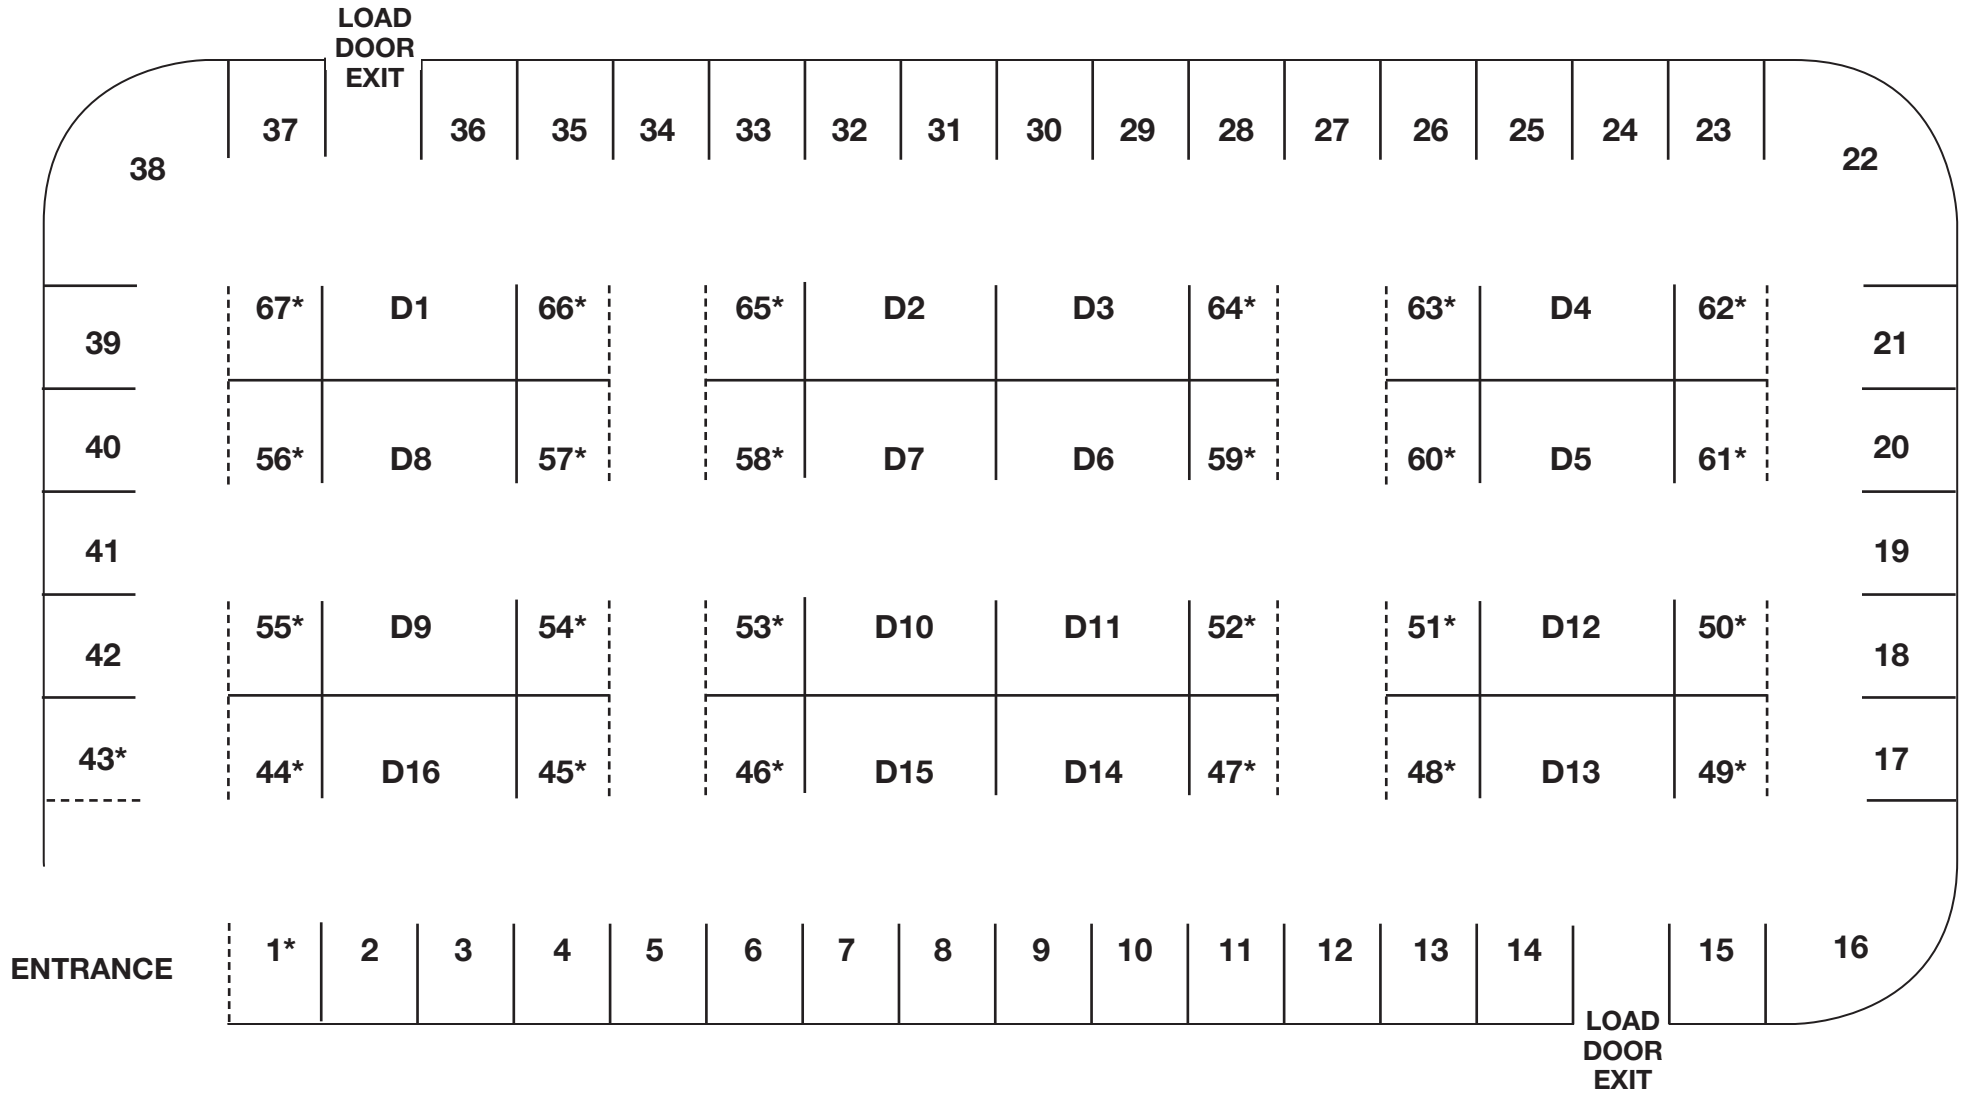 LOAD
DOOR
EXIT
37 36 35 34 33 32 31 30 29 28 27 26 25 24 23
38 22
67* D1 66* 65* D2 D3 64* 63* D4 62*
39 21
40 20
56* D8 57* 58* D7 D6 59* 60* D5 61*
41 19
55* D9 54* 53* D10 D11 52* 51* D12 50*
42 18
43* 17
44* D16 45* 46* D15 D14 47* 48* D13 49*
1* 2 3 4 5 6 7 8 9 10 11 12 13 14 15 16
ENTRANCE
LOAD
DOOR
EXIT